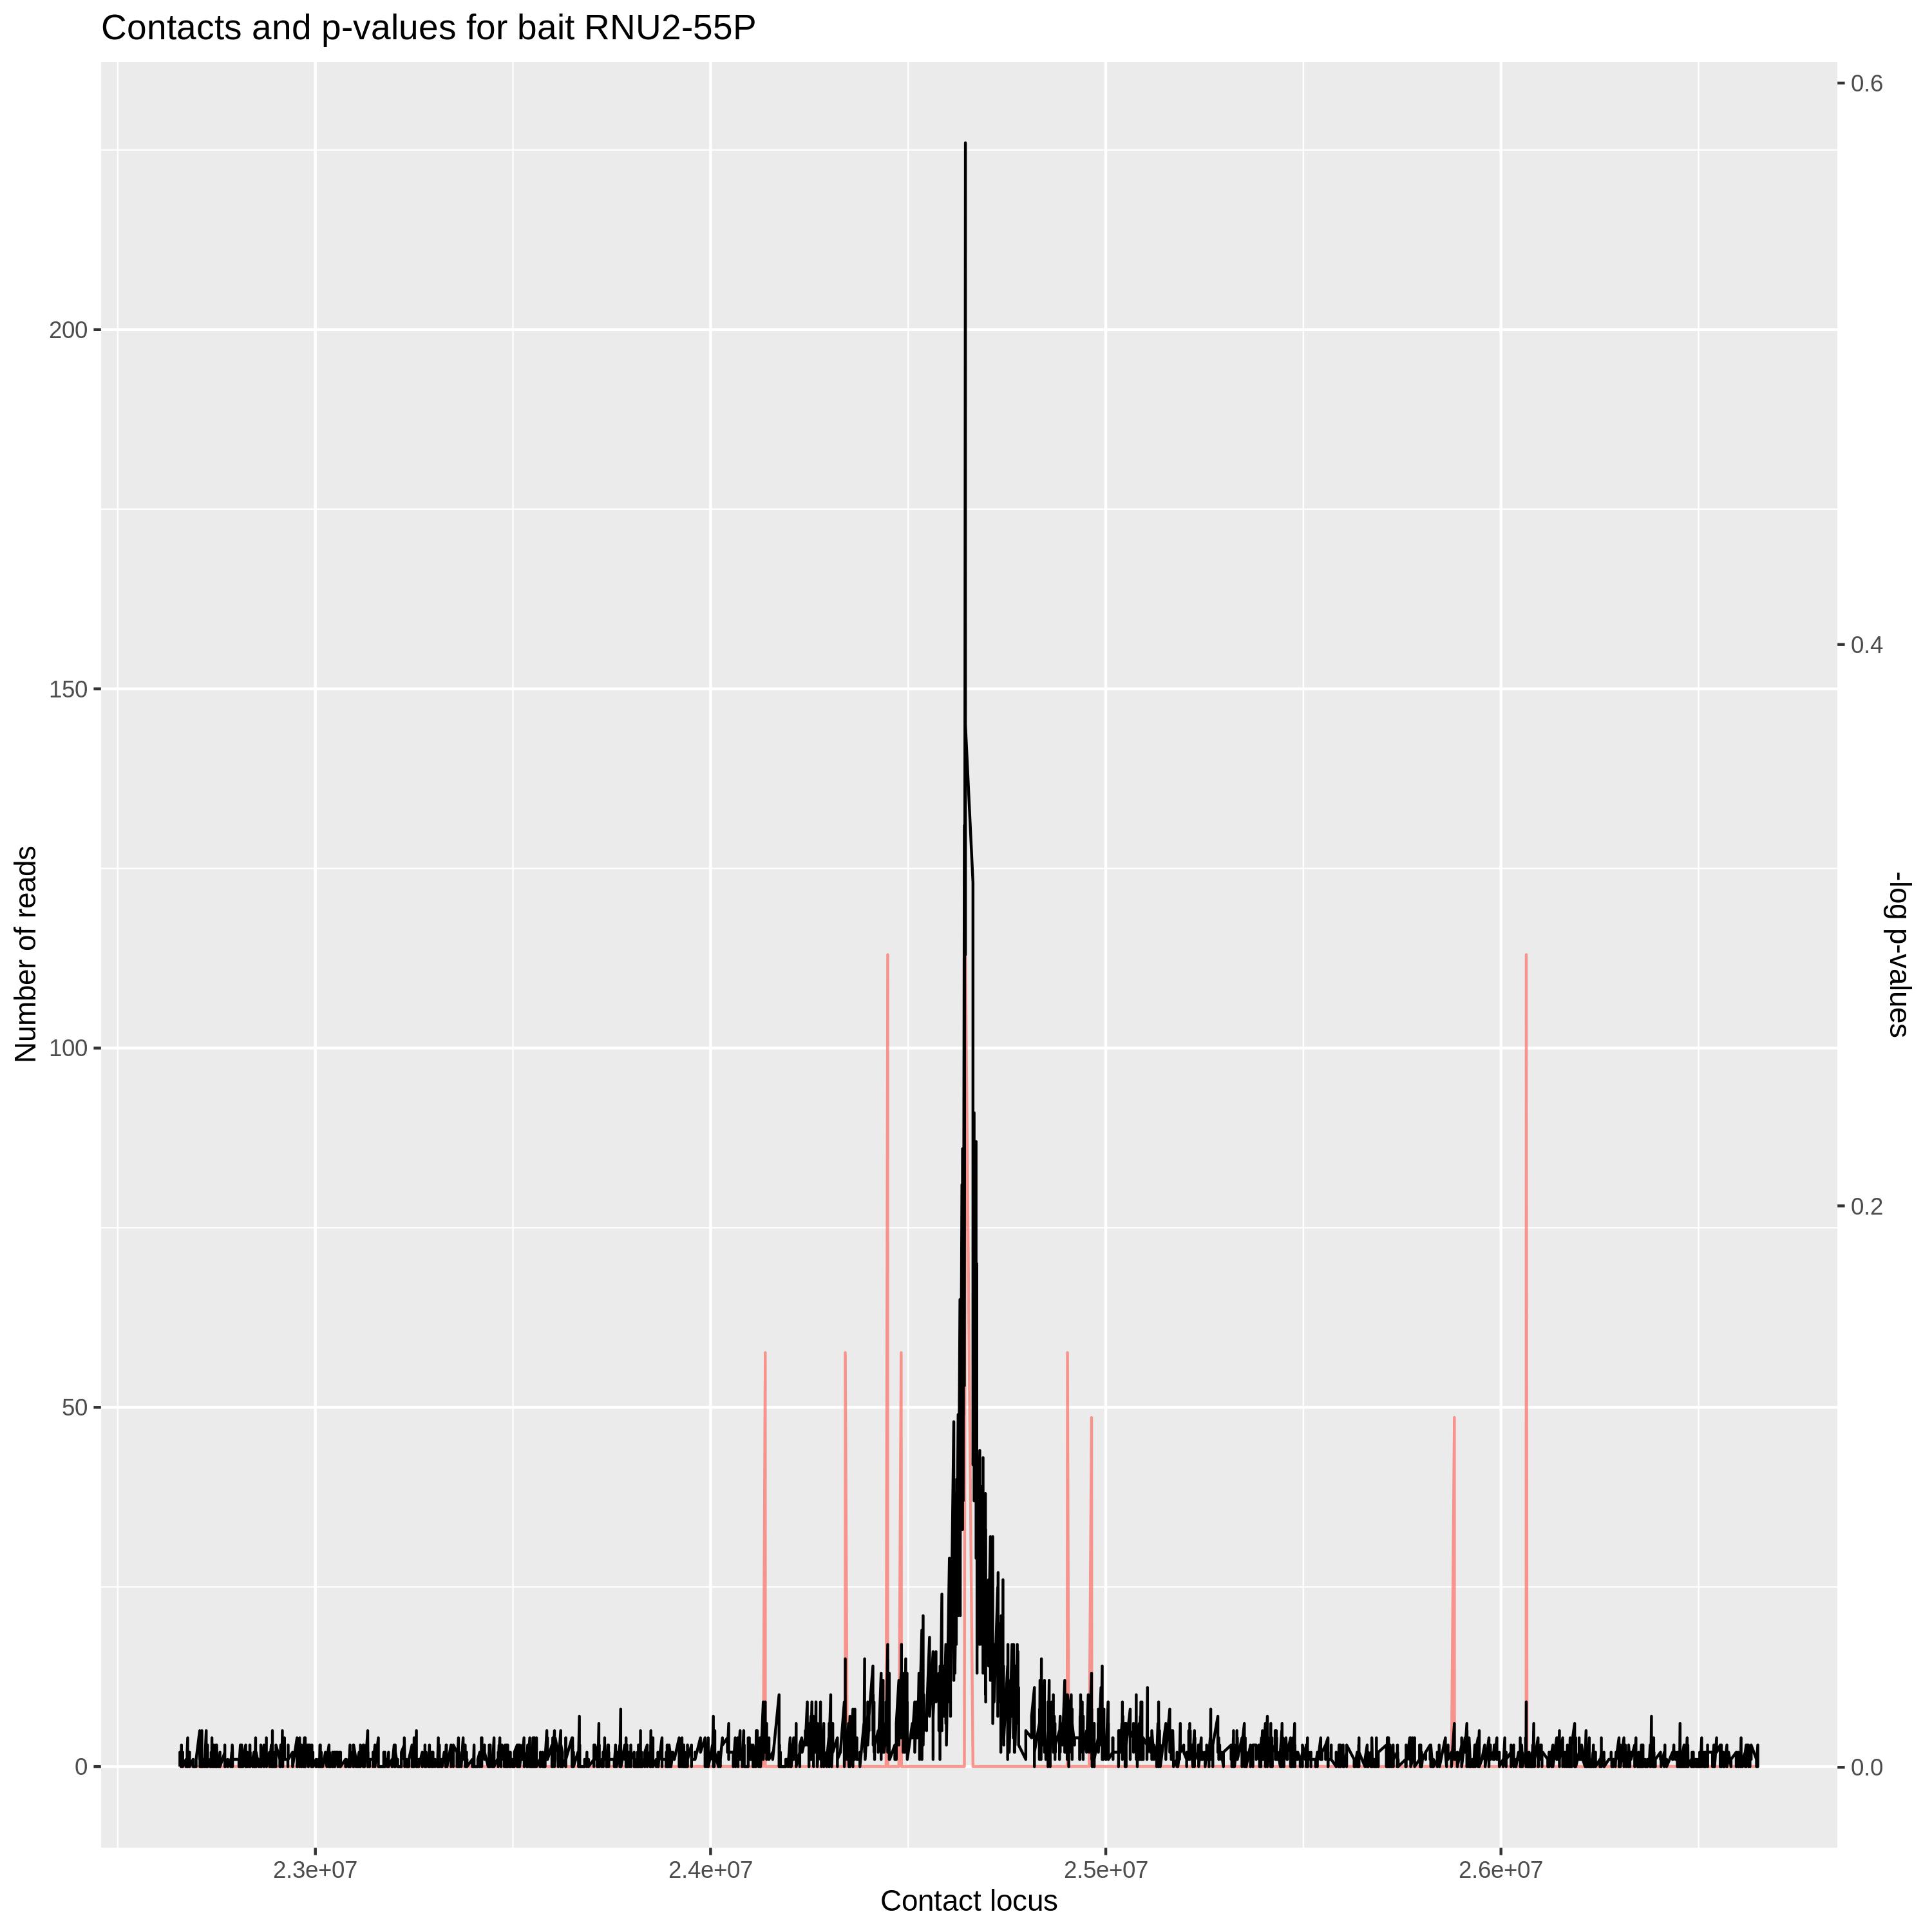 Contacts and p-values for bait RNU2-55P
Number of reads
200
150
100
50
0
0.6
0.4
0.2
0.0
-log p-values
2.3e+07
2.4e+07
2.5e+07
2.6e+07
Contact locus